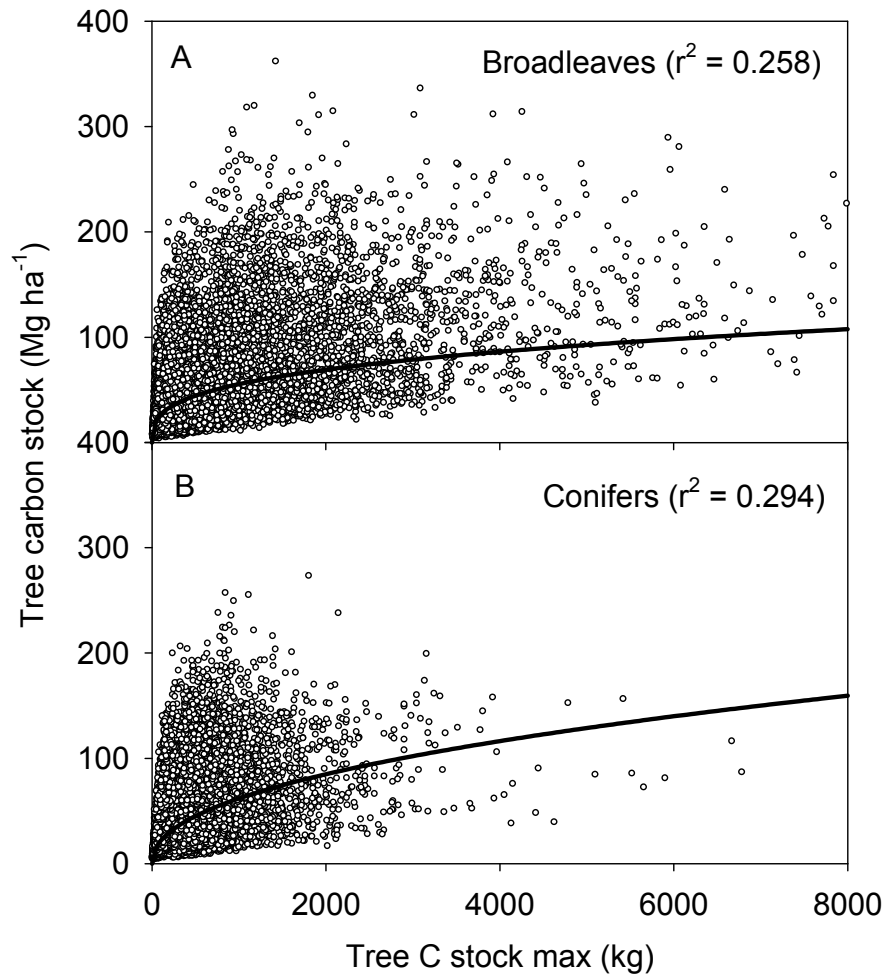 400
A
Broadleaves (r² = 0.258)
300
200
100
400
B
Conifers (r² = 0.294)
300
200
100
0
0 2000 4000 6000 8000
Tree carbon stock (Mg ha⁻¹)
Tree C stock max (kg)